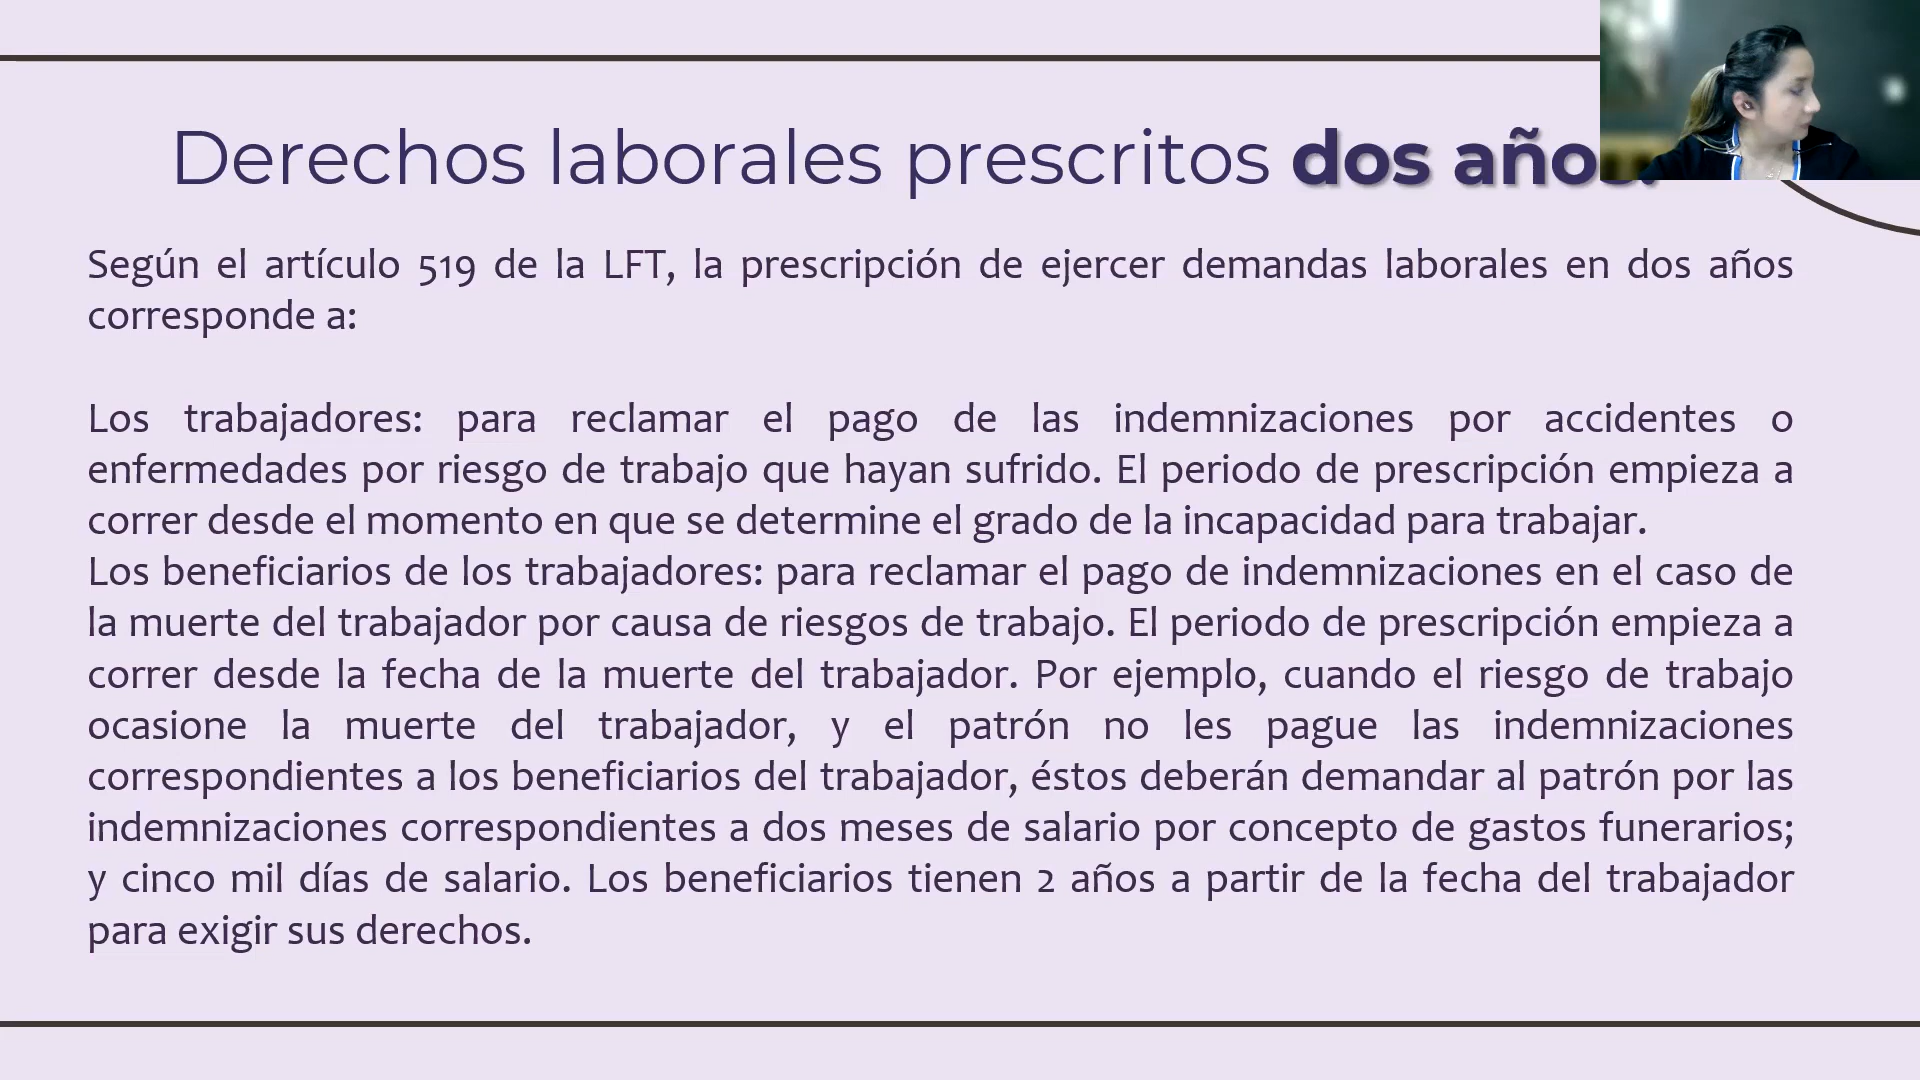 Derechos laborales prescritos dos años.
Según el artículo 519 de la LFT, la prescripción de ejercer demandas laborales en dos años
corresponde a:
Los trabajadores: para reclamar el pago de las indemnizaciones por accidentes o
enfermedades por riesgo de trabajo que hayan sufrido. El periodo de prescripción empieza a
correr desde el momento en que se determine el grado de la incapacidad para trabajar.
Los beneficiarios de los trabajadores: para reclamar el pago de indemnizaciones en el caso de
la muerte del trabajador por causa de riesgos de trabajo. El periodo de prescripción empieza a
correr desde la fecha de la muerte del trabajador. Por ejemplo, cuando el riesgo de trabajo
ocasione la muerte del trabajador, y el patrón no les pague las indemnizaciones
correspondientes a los beneficiarios del trabajador, éstos deberán demandar al patrón por las
indemnizaciones correspondientes a dos meses de salario por concepto de gastos funerarios;
y cinco mil días de salario. Los beneficiarios tienen 2 años a partir de la fecha del trabajador
para exigir sus derechos.